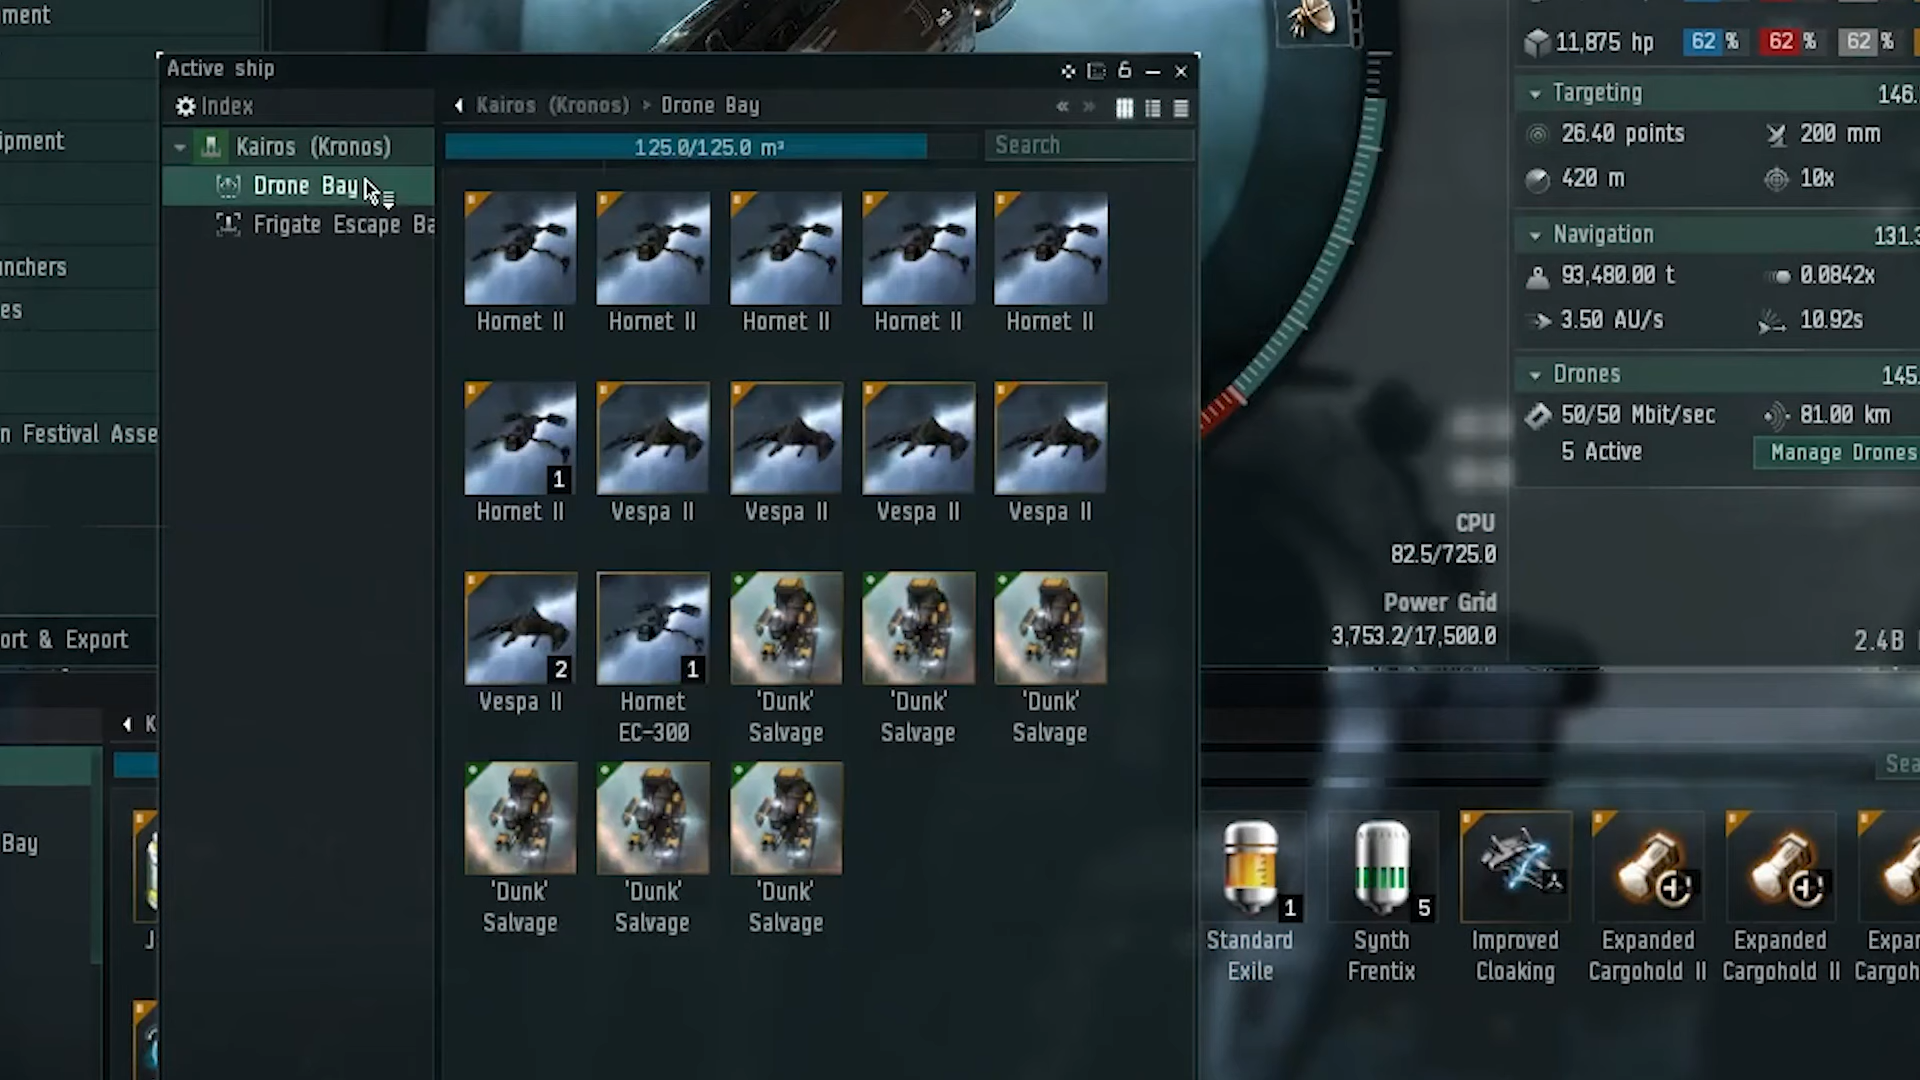 ment
ipment
nchers
es
n Festival Asse
ort & Export
K
Bay
J
Active ship
Index
Kairos (Kronos)
Drone Bay
Frigate Escape Ba
Kairos (Kronos) > Drone Bay
125.0/125.0 m³
Search
Hornet II
Hornet II
Hornet II
Hornet II
Hornet II
1
Hornet II
Vespa II
Vespa II
Vespa II
Vespa II
2
Vespa II
1
Hornet
EC-300
'Dunk'
Salvage
'Dunk'
Salvage
'Dunk'
Salvage
'Dunk'
Salvage
'Dunk'
Salvage
'Dunk'
Salvage
11,875 hp
62 %
62 %
62 %
Targeting
146.
26.40 points
200 mm
420 m
10x
Navigation
131.3
93,480.00 t
0.0842x
3.50 AU/s
10.92s
Drones
145.
50/50 Mbit/sec
81.00 km
5 Active
Manage Drones
CPU
82.5/725.0
Power Grid
3,753.2/17,500.0
2.4B
Sea
1
Standard
Exile
5
Synth
Frentix
Improved
Cloaking
Expanded
Cargohold II
Expanded
Cargohold II
Expan
Cargoh